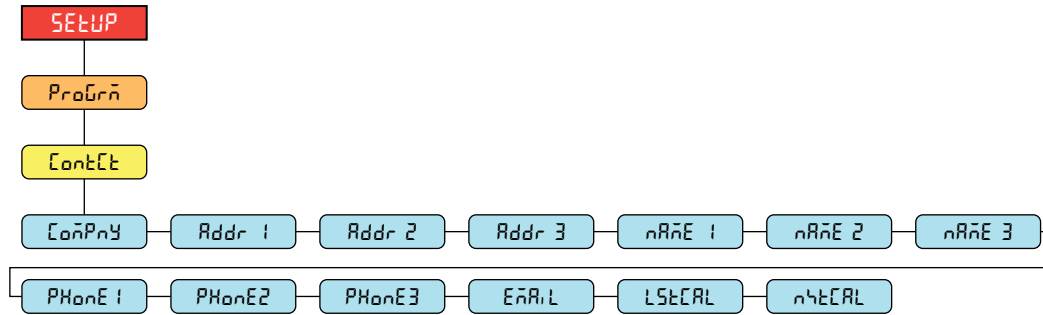 SEtUP
ProGrm
ContCt
ComPnY
Addr 1
Addr 2
Addr 3
nAmE 1
nAmE 2
nAmE 3
PHonE1
PHonE2
PHonE3
EmAiL
LStCAL
nXtCAL